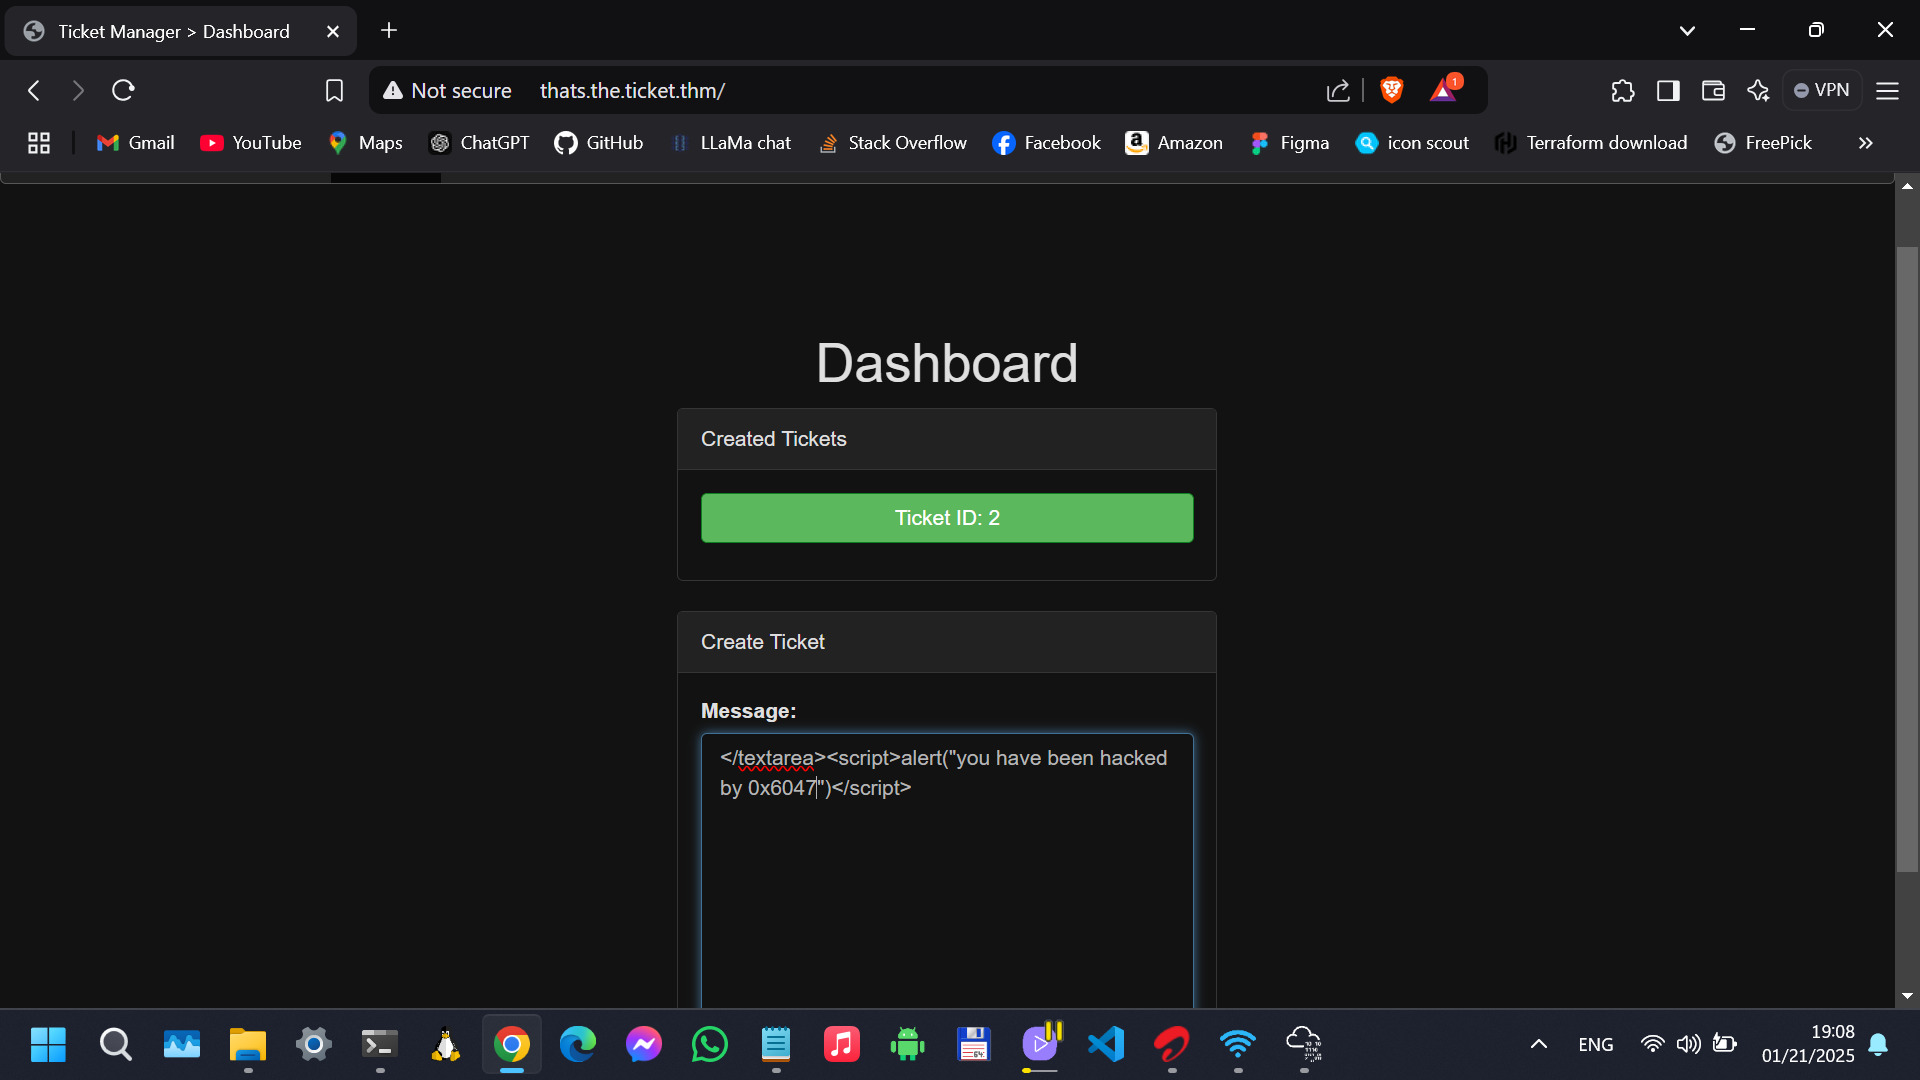 Ticket Manager > Dashboard
Not secure thats.the.ticket.thm/
1
VPN
Gmail YouTube Maps ChatGPT GitHub LLaMa chat Stack Overflow Facebook Amazon Figma icon scout Terraform download FreePick »
Dashboard
Created Tickets
Ticket ID: 2
Create Ticket
Message:
</textarea><script>alert("you have been hacked
by 0x6047")</script>
ENG
19:08
01/21/2025